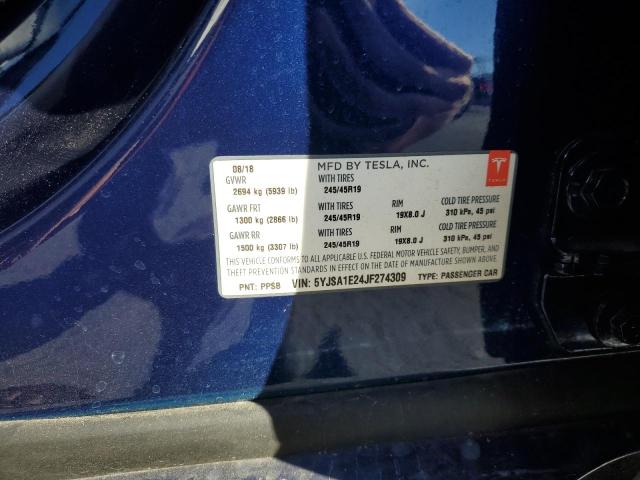 08/18 MFD BY TESLA, INC.
GVWR WITH TIRES TESLA
2694 kg (5939 lb) 245/45R19
GAWR FRT WITH TIRES RIM COLD TIRE PRESSURE
1300 kg (2866 lb) 245/45R19 19X8.0 J 310 kPa, 45 psi
GAWR RR WITH TIRES RIM COLD TIRE PRESSURE
1500 kg (3307 lb) 245/45R19 19X8.0 J 310 kPa, 45 psi
THIS VEHICLE CONFORMS TO ALL APPLICABLE U.S. FEDERAL MOTOR VEHICLE SAFETY, BUMPER, AND
THEFT PREVENTION STANDARDS IN EFFECT ON THE DATE OF MANUFACTURE SHOWN ABOVE.
PNT: PPSB VIN: 5YJSA1E24JF274309 TYPE: PASSENGER CAR